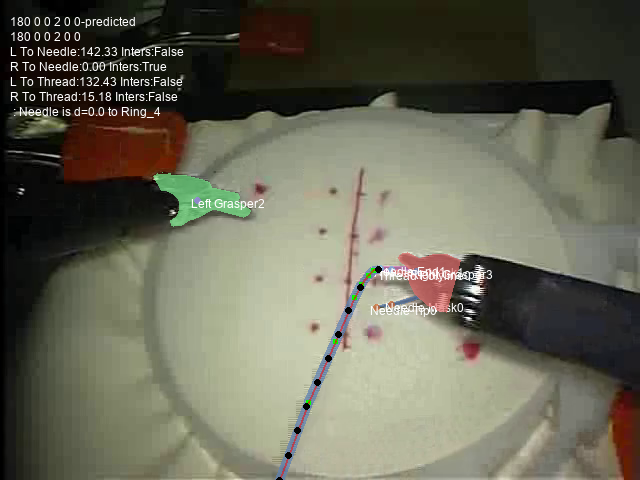 180 0 0 2 0 0-predicted
180 0 0 2 0 0
L To Needle:142.33 Inters:False
R To Needle:0.00 Inters:True
L To Thread:132.43 Inters:False
R To Thread:15.18 Inters:False
: Needle is d=0.0 to Ring_4
Left Grasper2
Needle Tip0